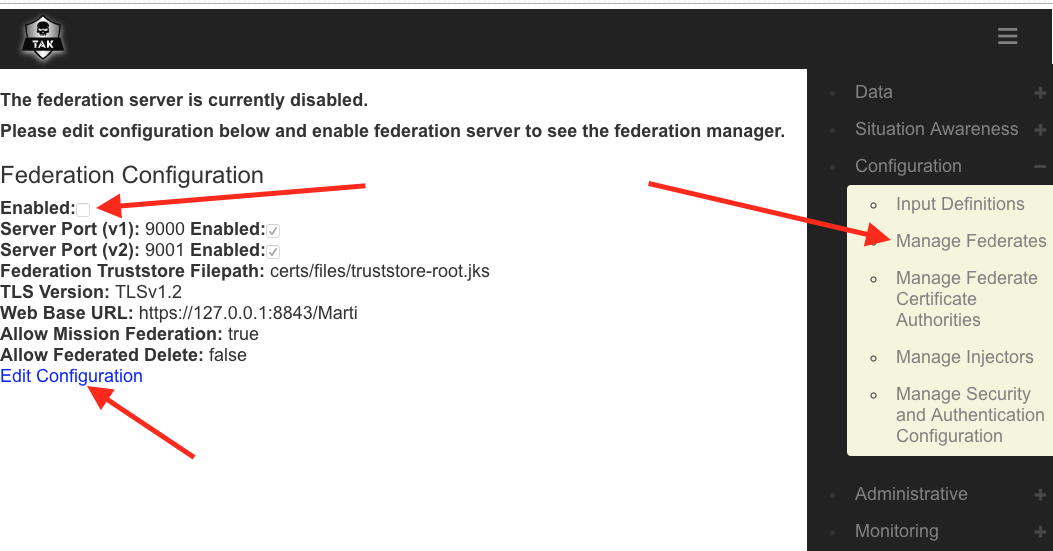 TAK
The federation server is currently disabled.
Please edit configuration below and enable federation server to see the federation manager.
Federation Configuration
Enabled:
Server Port (v1): 9000 Enabled:
Server Port (v2): 9001 Enabled:
Federation Truststore Filepath: certs/files/truststore-root.jks
TLS Version: TLSv1.2
Web Base URL: https://127.0.0.1:8843/Marti
Allow Mission Federation: true
Allow Federated Delete: false
Edit Configuration
Data
Situation Awareness
Configuration
Input Definitions
Manage Federates
Manage Federate
Certificate
Authorities
Manage Injectors
Manage Security
and Authentication
Configuration
Administrative
Monitoring